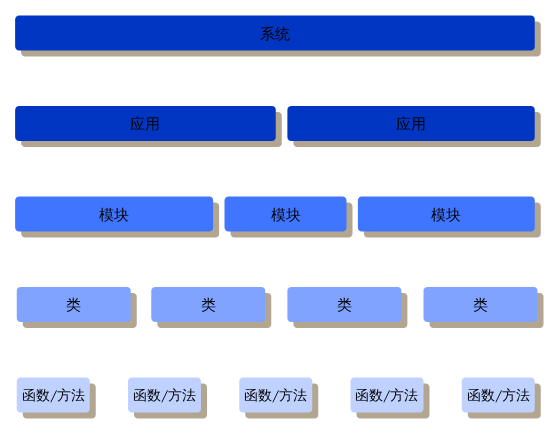 系统
应用 应用
模块 模块 模块
类 类 类 类
函数/方法 函数/方法 函数/方法 函数/方法 函数/方法